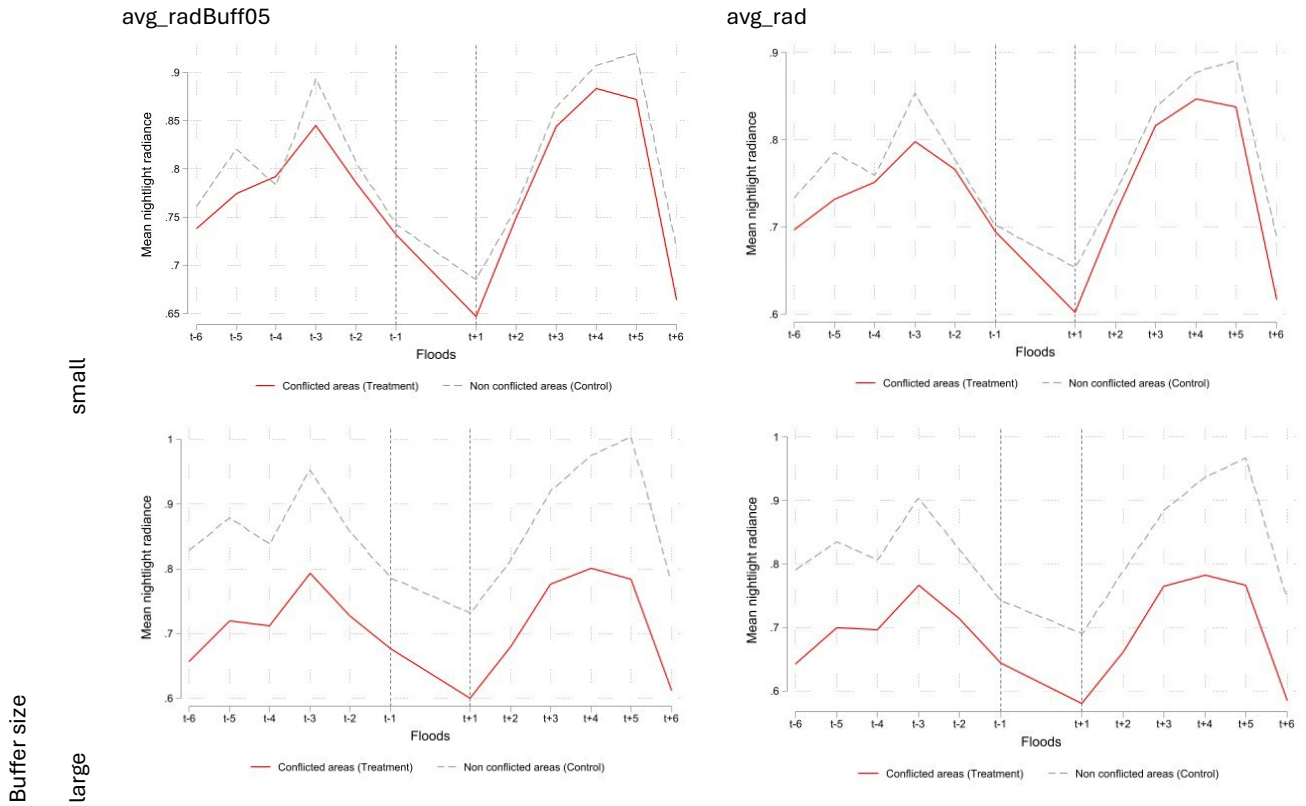 avg_radBuff05
avg_rad
Mean nightlight radiance
.9
.85
.8
.75
.7
.65
t-6 t-5 t-4 t-3 t-2 t-1 t+1 t+2 t+3 t+4 t+5 t+6
Floods
Conflicted areas (Treatment) Non conflicted areas (Control)
Mean nightlight radiance
.9
.8
.7
.6
t-6 t-5 t-4 t-3 t-2 t-1 t+1 t+2 t+3 t+4 t+5 t+6
Floods
Conflicted areas (Treatment) Non conflicted areas (Control)
small
Mean nightlight radiance
1
.9
.8
.7
.6
t-6 t-5 t-4 t-3 t-2 t-1 t+1 t+2 t+3 t+4 t+5 t+6
Floods
Conflicted areas (Treatment) Non conflicted areas (Control)
Mean nightlight radiance
1
.9
.8
.7
.6
t-6 t-5 t-4 t-3 t-2 t-1 t+1 t+2 t+3 t+4 t+5 t+6
Floods
Conflicted areas (Treatment) Non conflicted areas (Control)
large
Buffer size